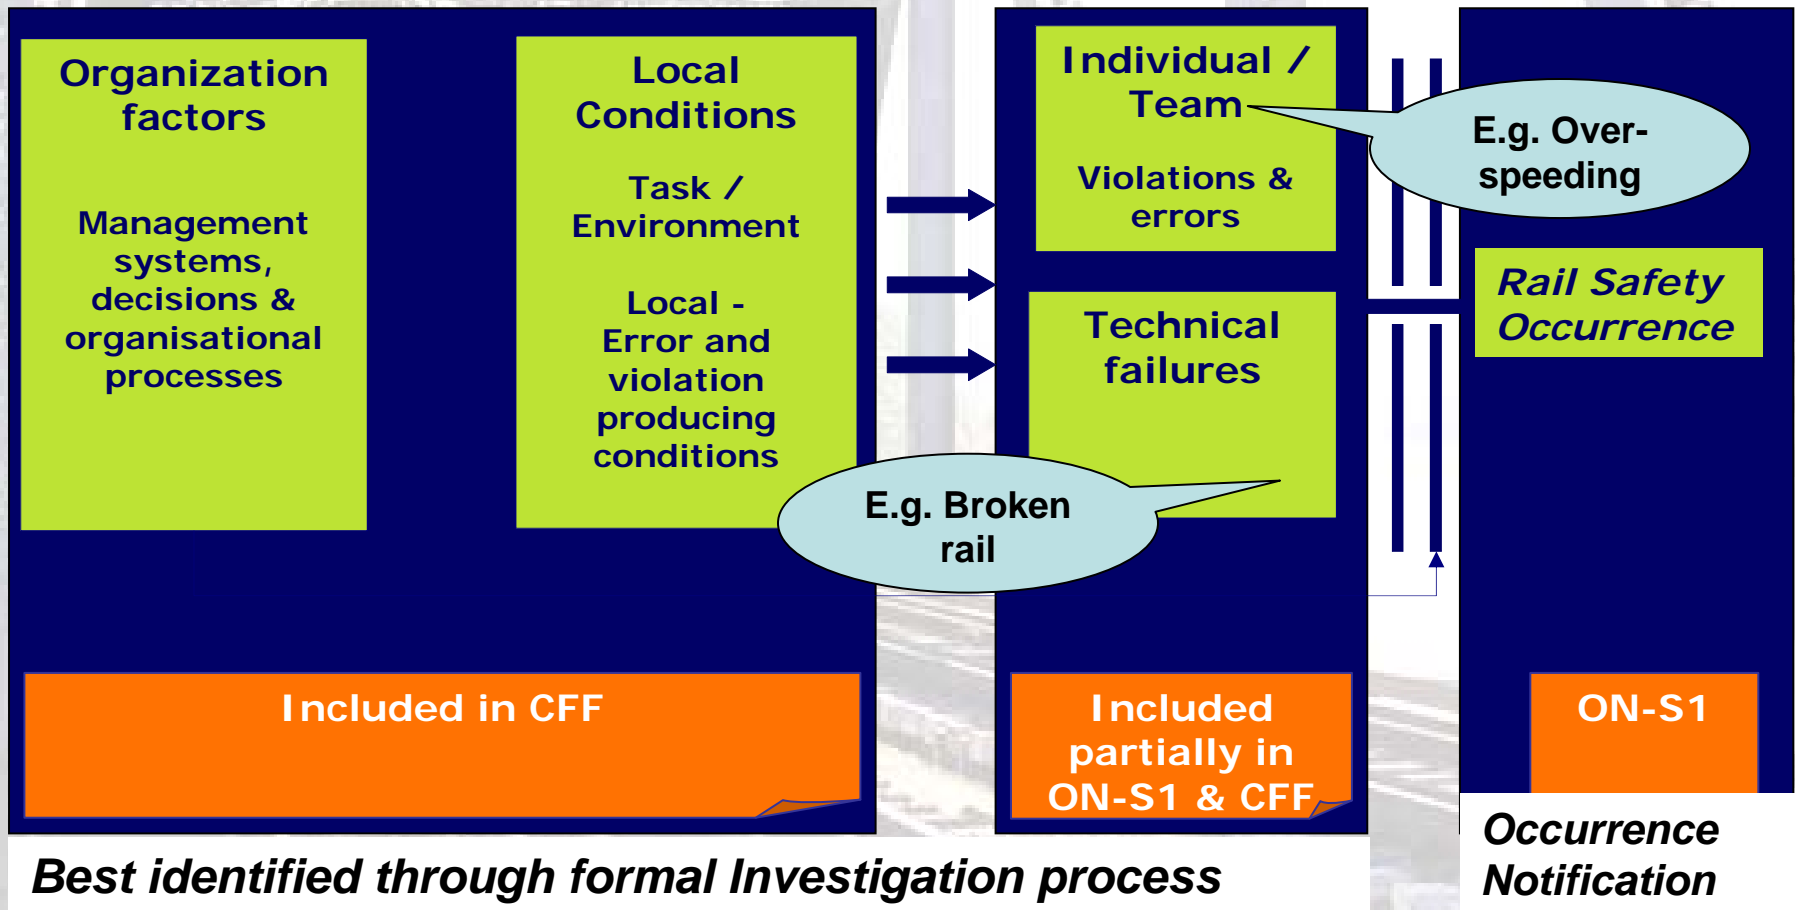 Organization
factors
Management
systems,
decisions &
organisational
processes
Local
Conditions
Task /
Environment
Local -
Error and
violation
producing
conditions
Individual /
Team
Violations &
errors
E.g. Over-
speeding
Technical
failures
E.g. Broken
rail
Rail Safety
Occurrence
Included in CFF
Included
partially in
ON-S1 & CFF
ON-S1
Best identified through formal Investigation process
Occurrence
Notification